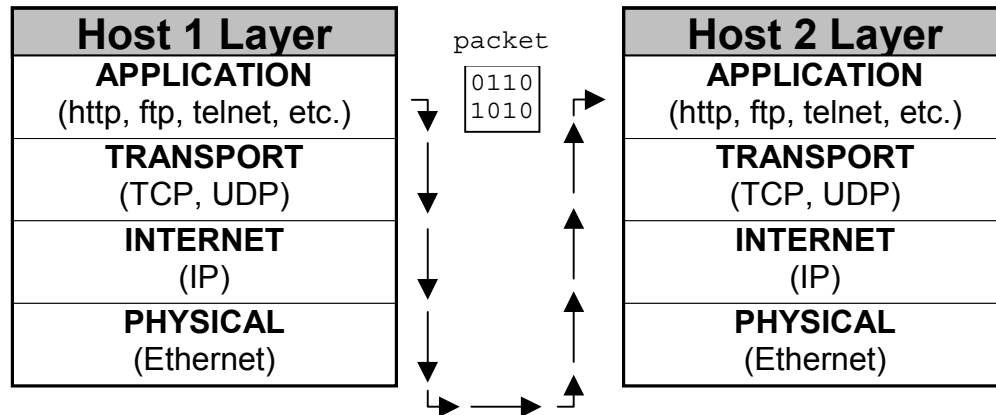 Host 1 Layer
APPLICATION
(http, ftp, telnet, etc.)
TRANSPORT
(TCP, UDP)
INTERNET
(IP)
PHYSICAL
(Ethernet)
packet
0110
1010
Host 2 Layer
APPLICATION
(http, ftp, telnet, etc.)
TRANSPORT
(TCP, UDP)
INTERNET
(IP)
PHYSICAL
(Ethernet)